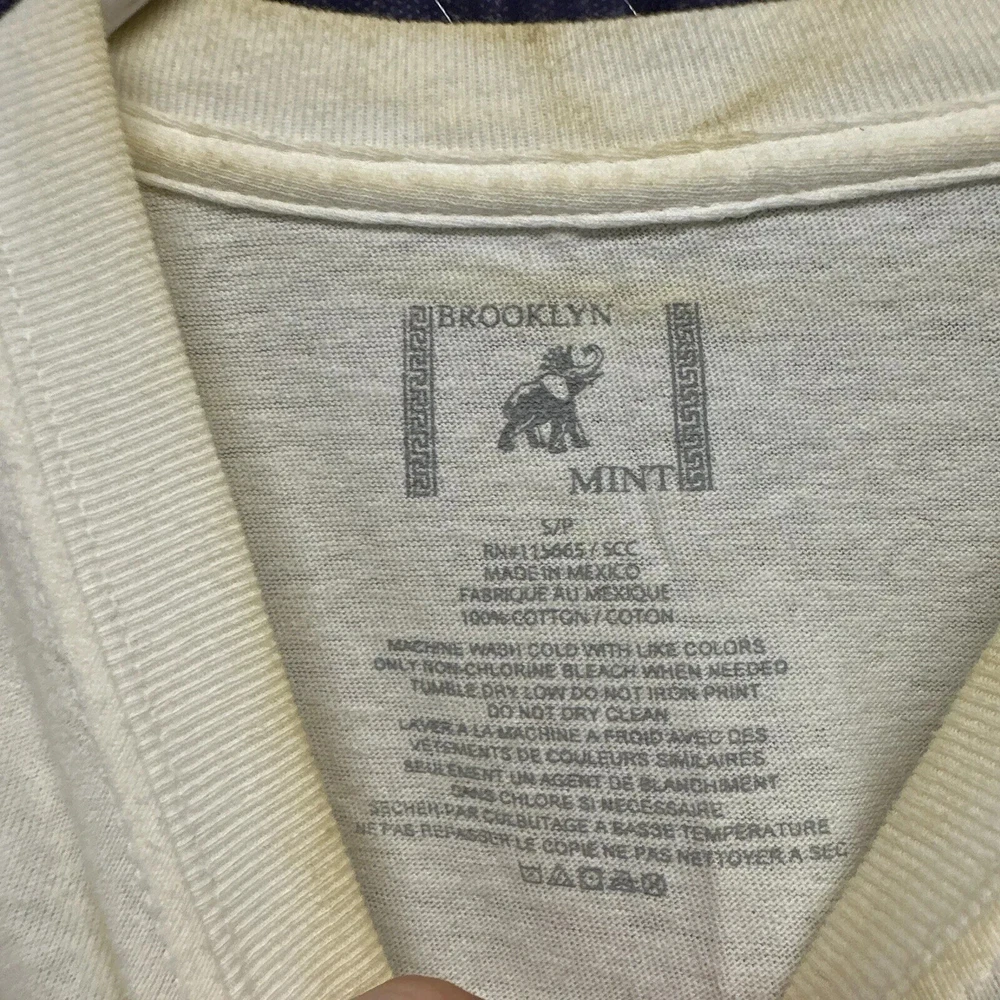 BROOKLYN
MINT
S/P
RN#115665 / SCC
MADE IN MEXICO
FABRIQUE AU MEXIQUE
100% COTTON / COTON
MACHINE WASH COLD WITH LIKE COLORS
ONLY NON-CHLORINE BLEACH WHEN NEEDED
TUMBLE DRY LOW DO NOT IRON PRINT
DO NOT DRY CLEAN
LAVER A LA MACHINE A FROID AVEC DES
VETEMENTS DE COULEURS SIMILAIRES
SEULEMENT UN AGENT DE BLANCHIMENT
SANS CHLORE SI NECESSAIRE
SECHER PAR CULBUTAGE A BASSE TEMPERATURE
NE PAS REPASSER LE COPIE NE PAS NETTOYER A SEC